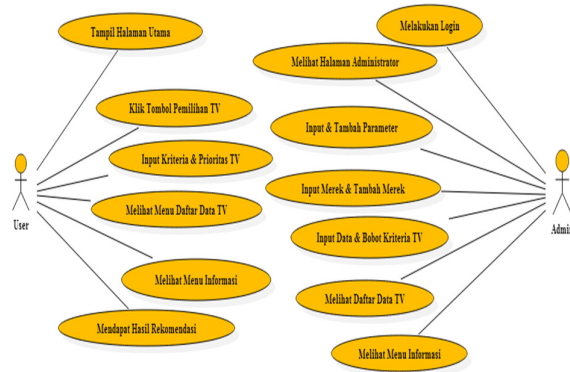 Tampil Halaman Utama
Klik Tombol Pemilihan TV
Input Kriteria & Prioritas TV
Melihat Menu Daftar Data TV
Melihat Menu Informasi
Mendapat Hasil Rekomendasi
User
Melakukan Login
Melihat Halaman Administrator
Input & Tambah Parameter
Input Merek & Tambah Merek
Input Data & Bobot Kriteria TV
Melihat Daftar Data TV
Melihat Menu Informasi
Admi